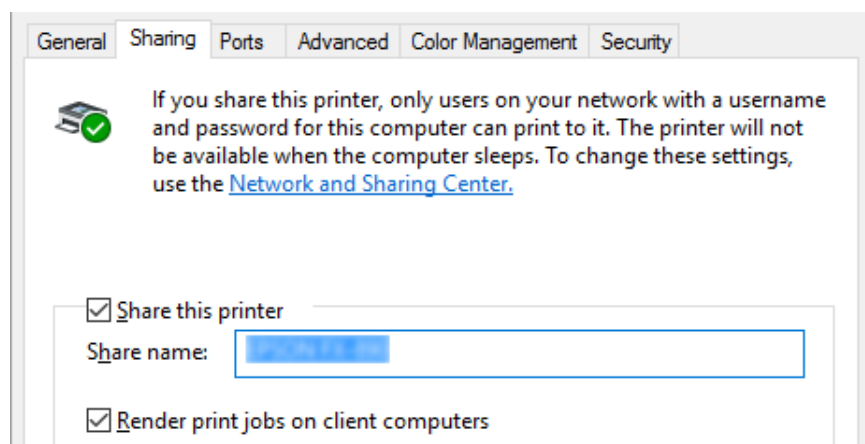 General Sharing Ports Advanced Color Management Security
If you share this printer, only users on your network with a username
and password for this computer can print to it. The printer will not
be available when the computer sleeps. To change these settings,
use the Network and Sharing Center.
Share this printer
Share name:
Render print jobs on client computers